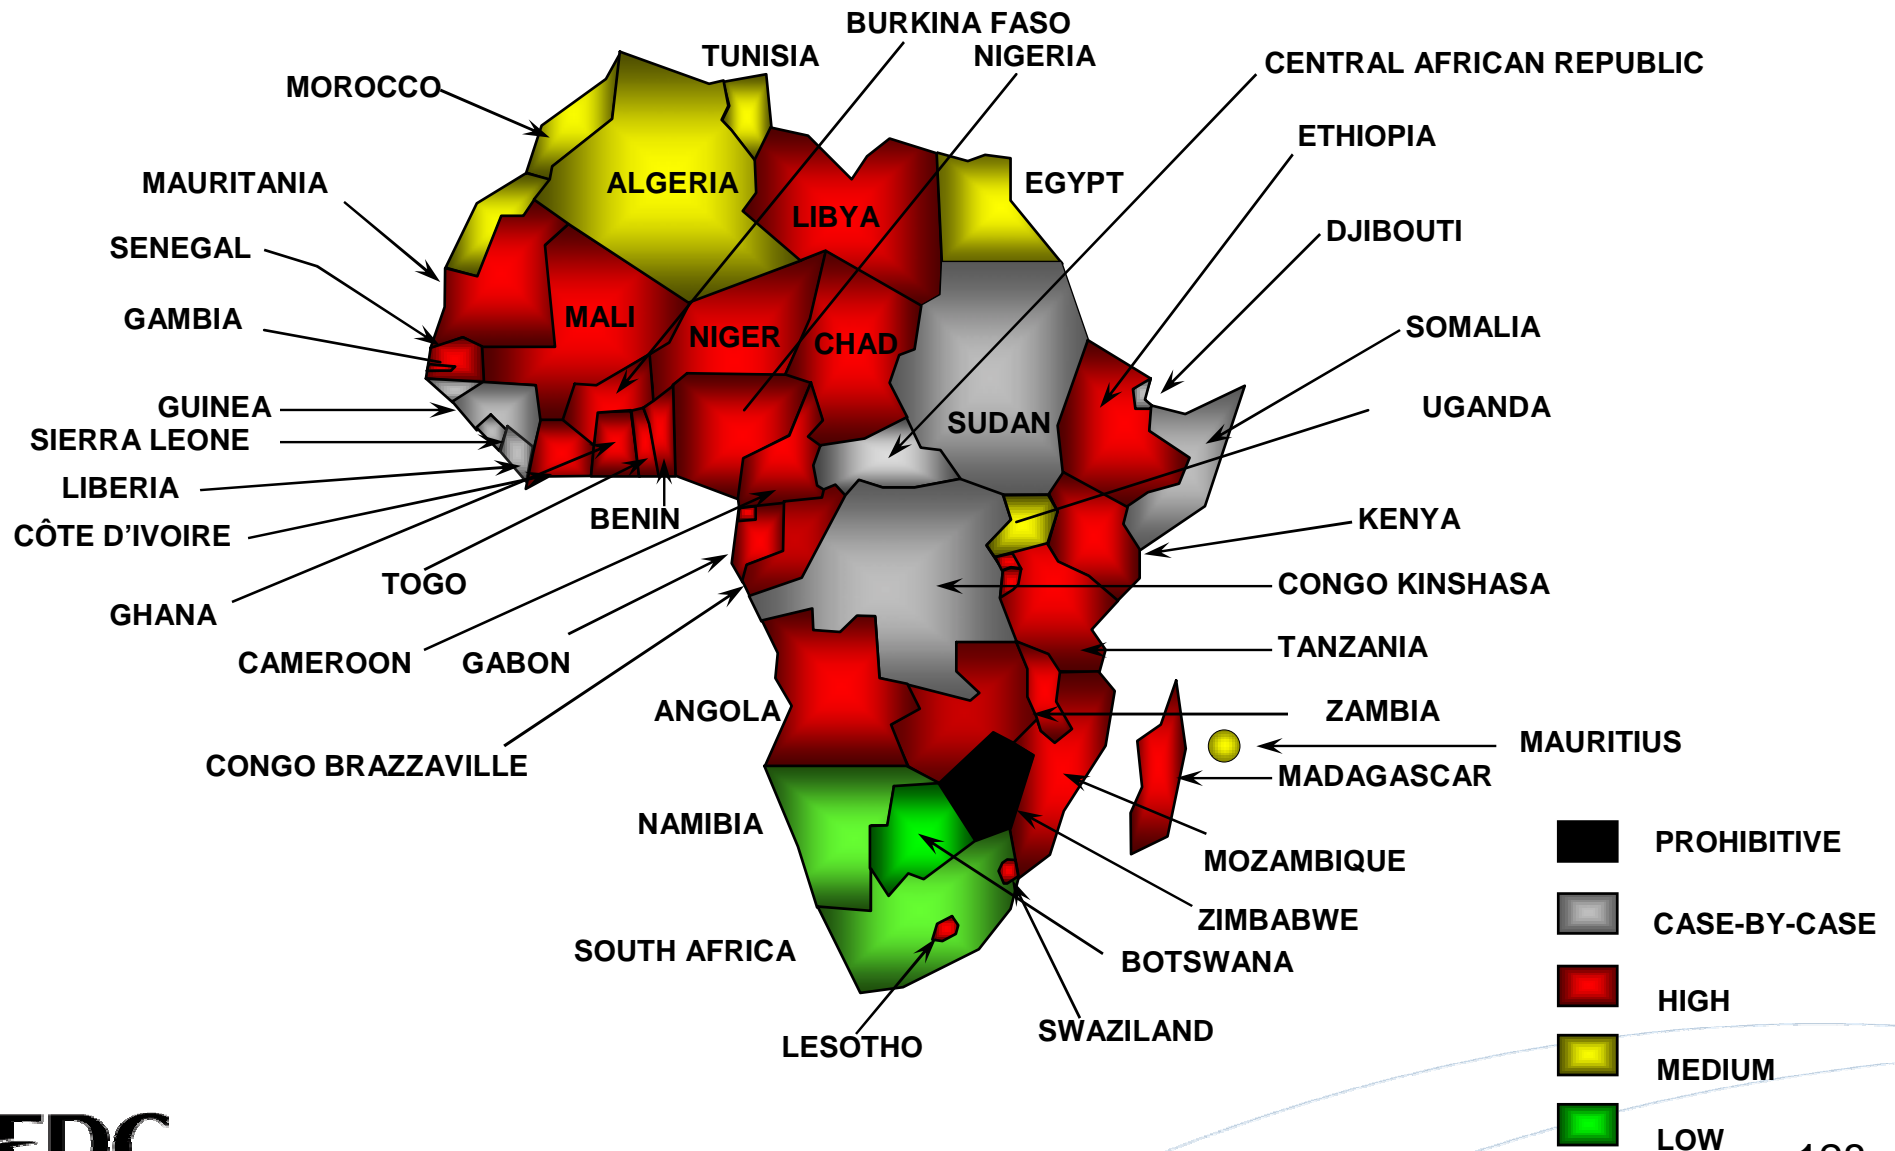 BURKINA FASO
TUNISIA
NIGERIA
CENTRAL AFRICAN REPUBLIC
MOROCCO
ETHIOPIA
MAURITANIA
ALGERIA
EGYPT
LIBYA
DJIBOUTI
SENEGAL
GAMBIA
MALI
NIGER
CHAD
SOMALIA
GUINEA
SUDAN
UGANDA
SIERRA LEONE
LIBERIA
BENIN
KENYA
CÔTE D'IVOIRE
TOGO
CONGO KINSHASA
GHANA
CAMEROON
GABON
TANZANIA
ANGOLA
ZAMBIA
MAURITIUS
CONGO BRAZZAVILLE
MADAGASCAR
NAMIBIA
MOZAMBIQUE
PROHIBITIVE
ZIMBABWE
CASE-BY-CASE
SOUTH AFRICA
BOTSWANA
HIGH
SWAZILAND
LESOTHO
MEDIUM
LOW
EDC